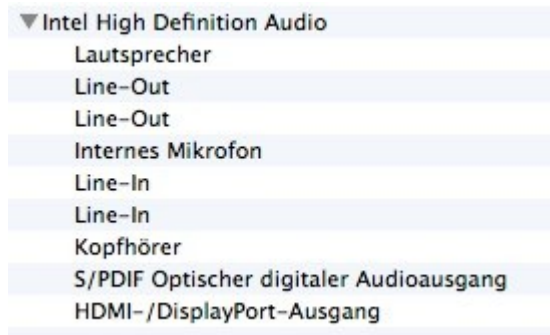 Intel High Definition Audio
Lautsprecher
Line-Out
Line-Out
Internes Mikrofon
Line-In
Line-In
Kopfhörer
S/PDIF Optischer digitaler Audioausgang
HDMI-/DisplayPort-Ausgang